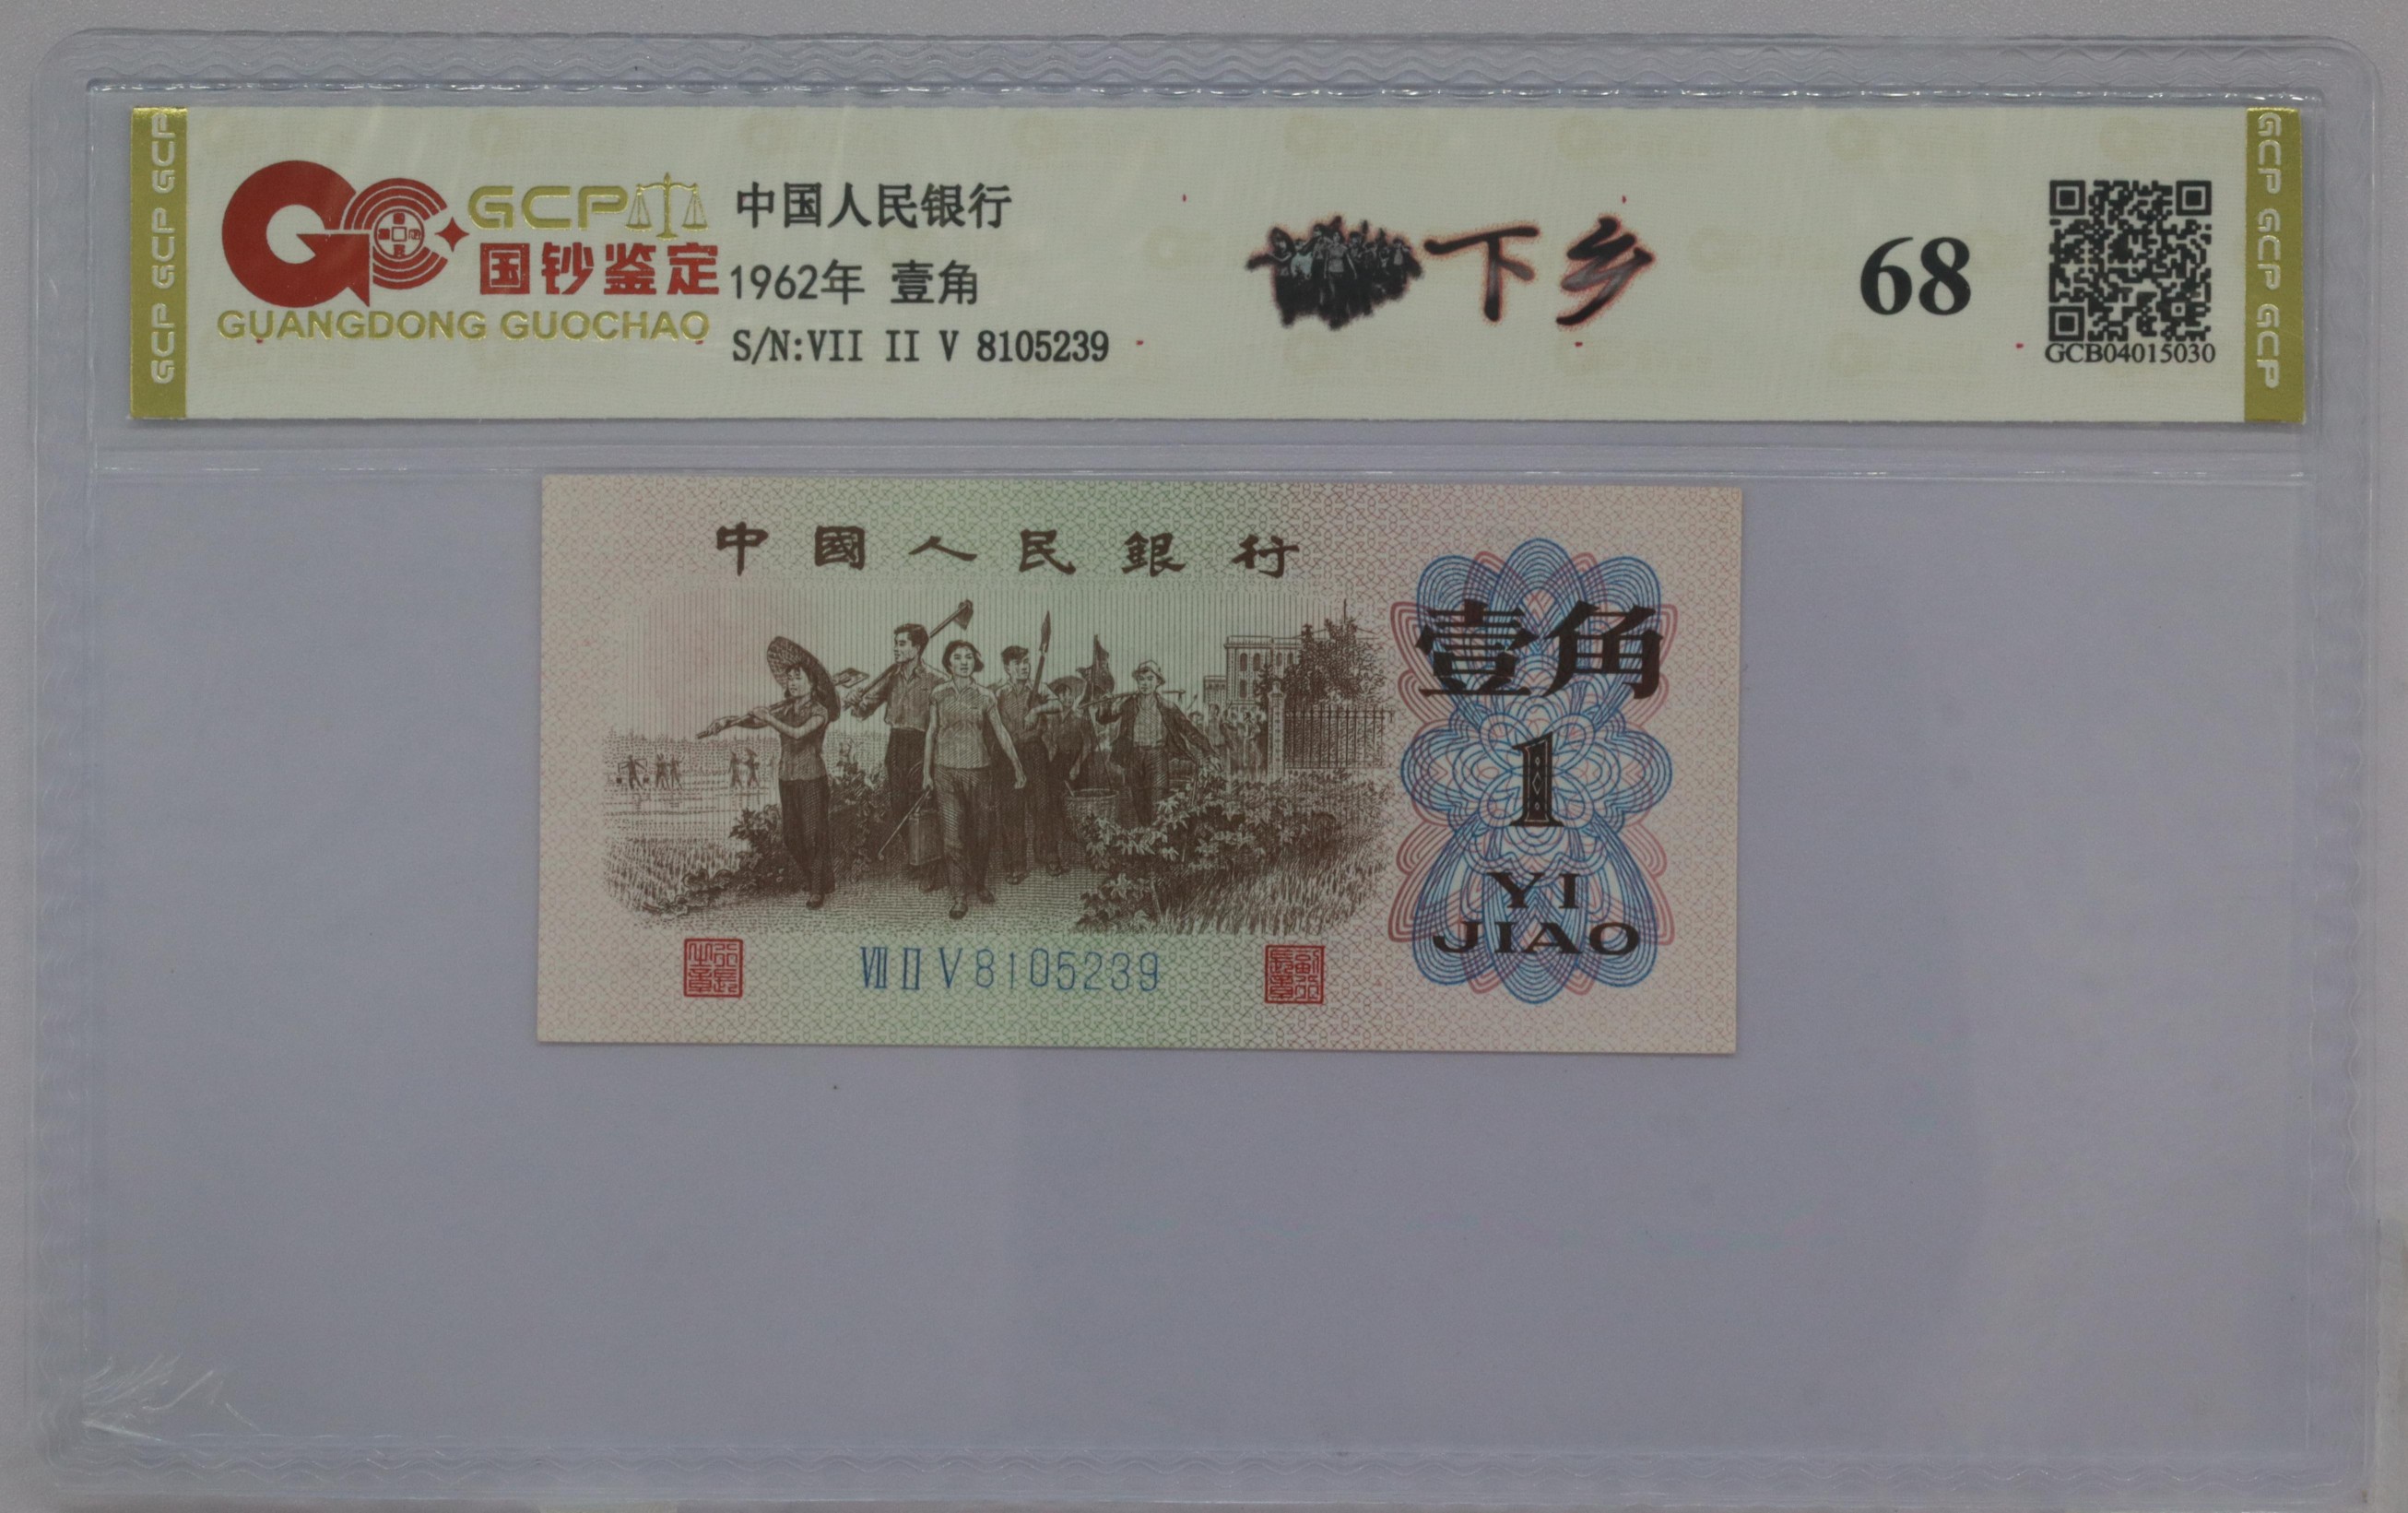 GCP GCP GCP
GCP
国钞鉴定
GUANGDONG GUOCHAO
中国人民银行
1962年 壹角
S/N:VII II V 8105239
下乡
68
GCB04015030
GCP GCP GCP
中國人民銀行
壹角
1
YI
JIAO
VII II V 8105239